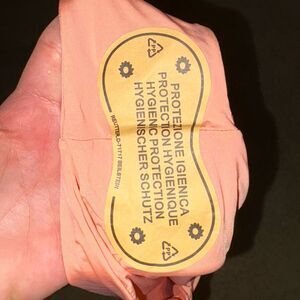 PROTEZIONE IGIENICA
PROTECTION HYGIENIQUE
HYGIENIC PROTECTION
HYGIENISCHER SCHUTZ